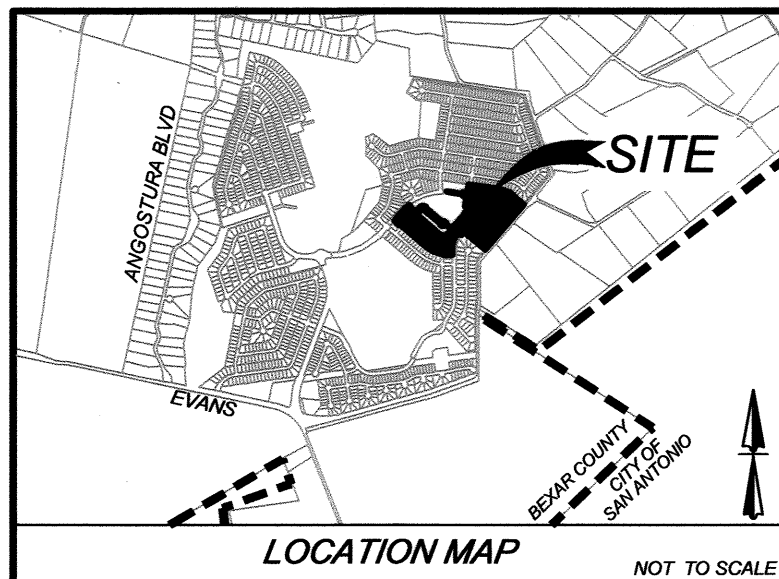 SITE
ANGOSTURA BLVD
EVANS
BEXAR COUNTY
CITY OF
SAN ANTONIO
LOCATION MAP
NOT TO SCALE